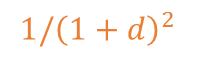 1/(1 + d)²